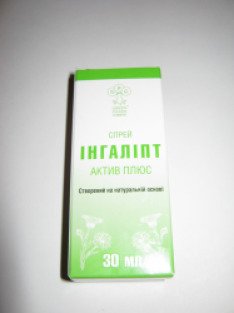 СПРЕЙ
ІНГАЛІПТ
АКТИВ ПЛЮС
Створений на натуральній основі
30 МЛ